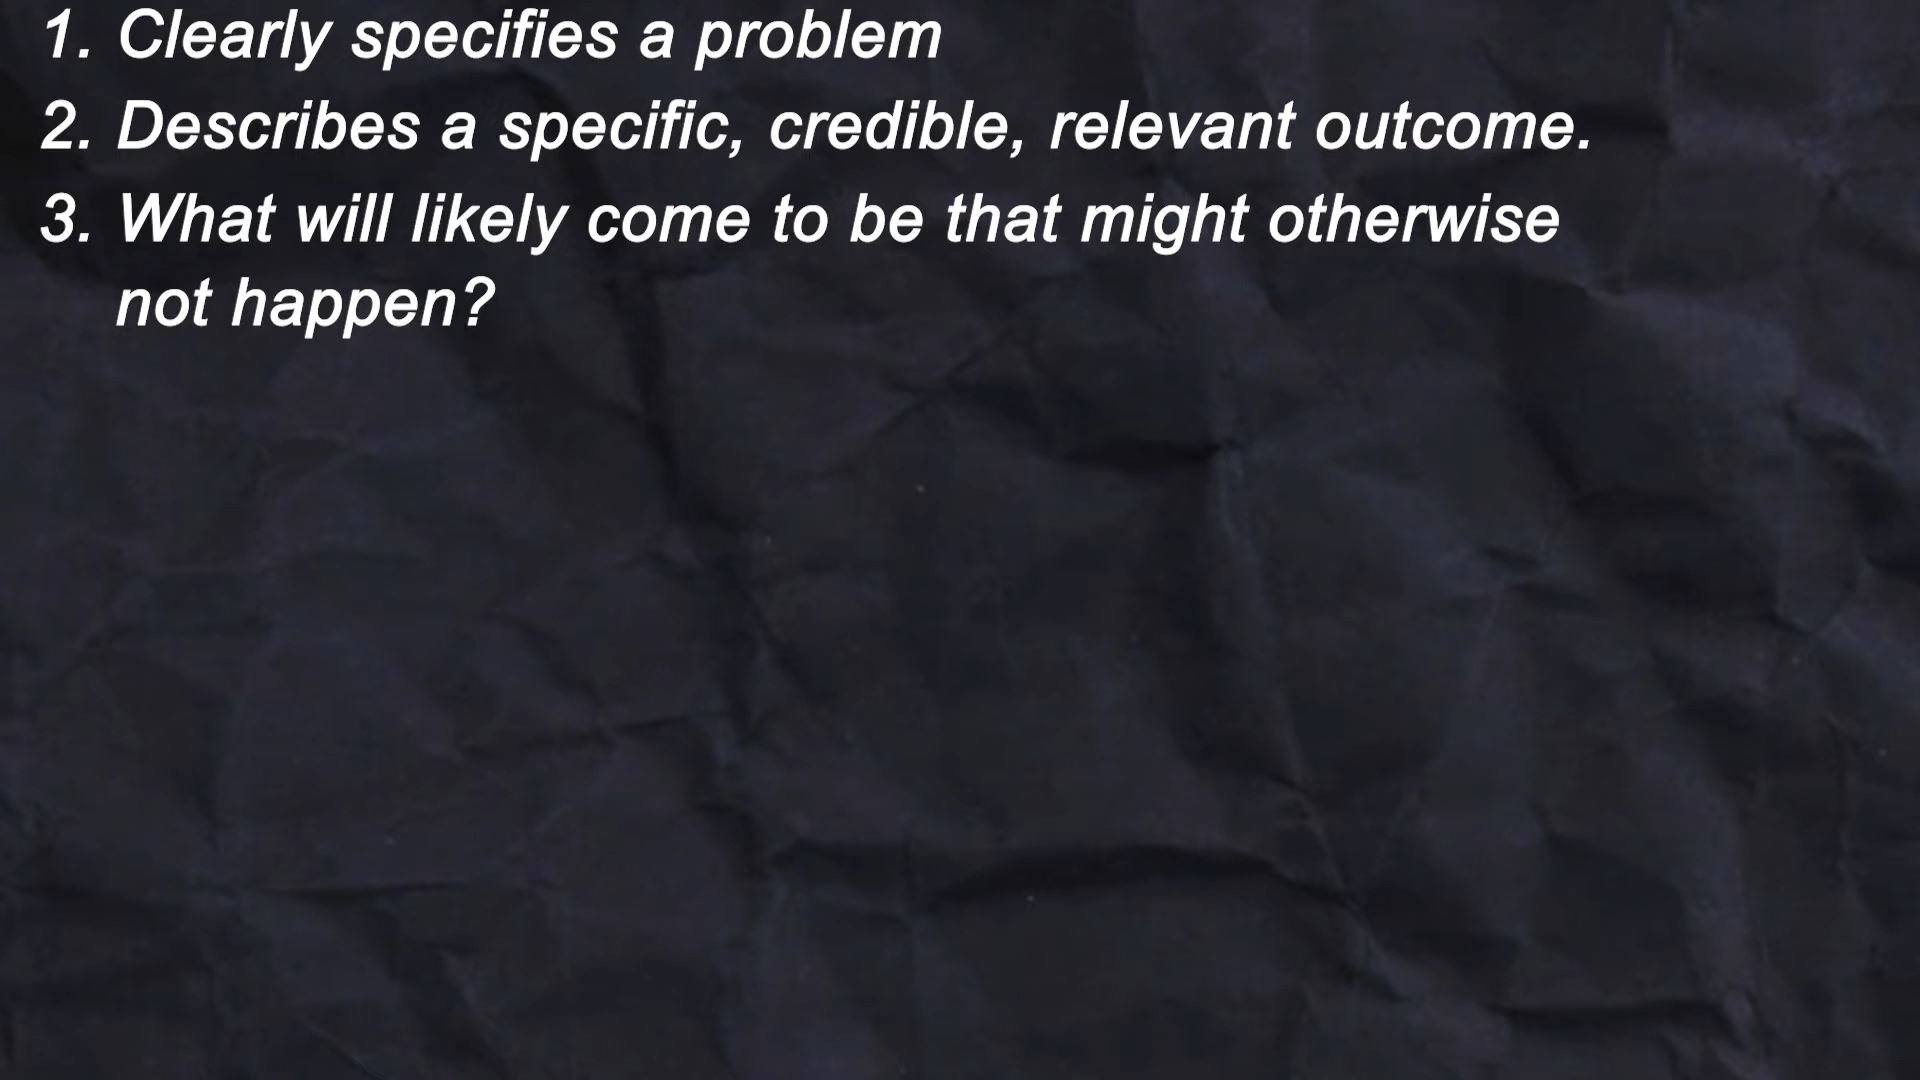 1. Clearly specifies a problem
2. Describes a specific, credible, relevant outcome.
3. What will likely come to be that might otherwise
not happen?